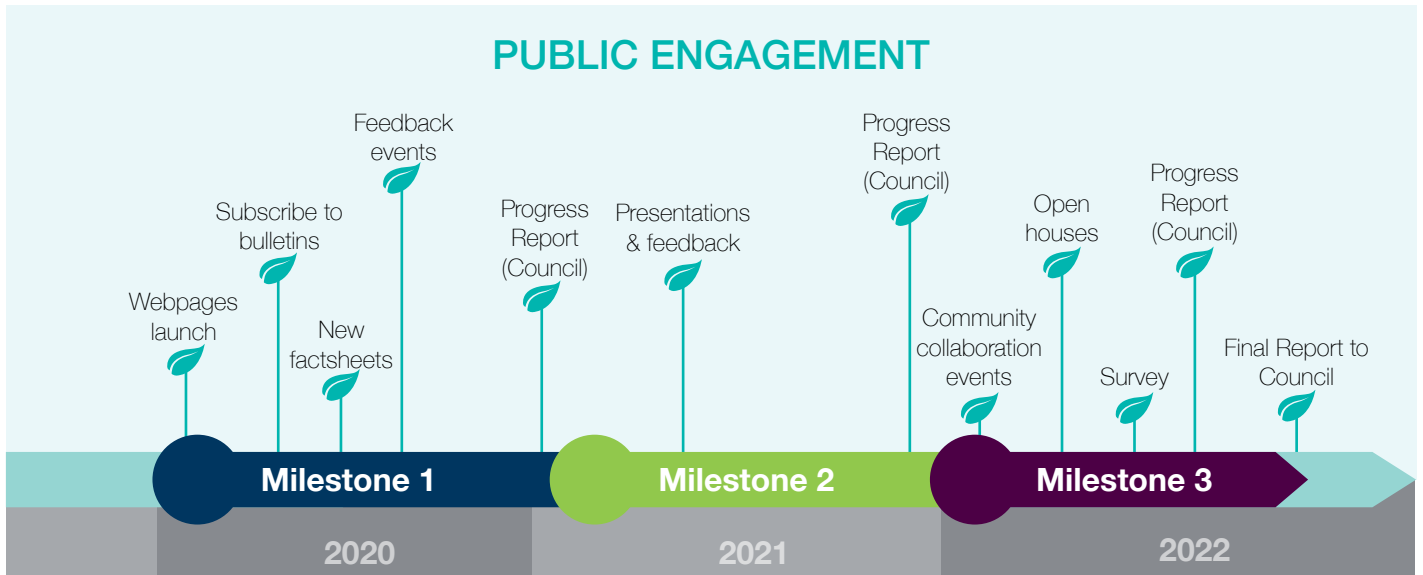 PUBLIC ENGAGEMENT
Webpages
launch
Subscribe to
bulletins
New
factsheets
Feedback
events
Progress
Report
(Council)
Presentations
& feedback
Progress
Report
(Council)
Community
collaboration
events
Open
houses
Survey
Progress
Report
(Council)
Final Report to
Council
Milestone 1
Milestone 2
Milestone 3
2020
2021
2022